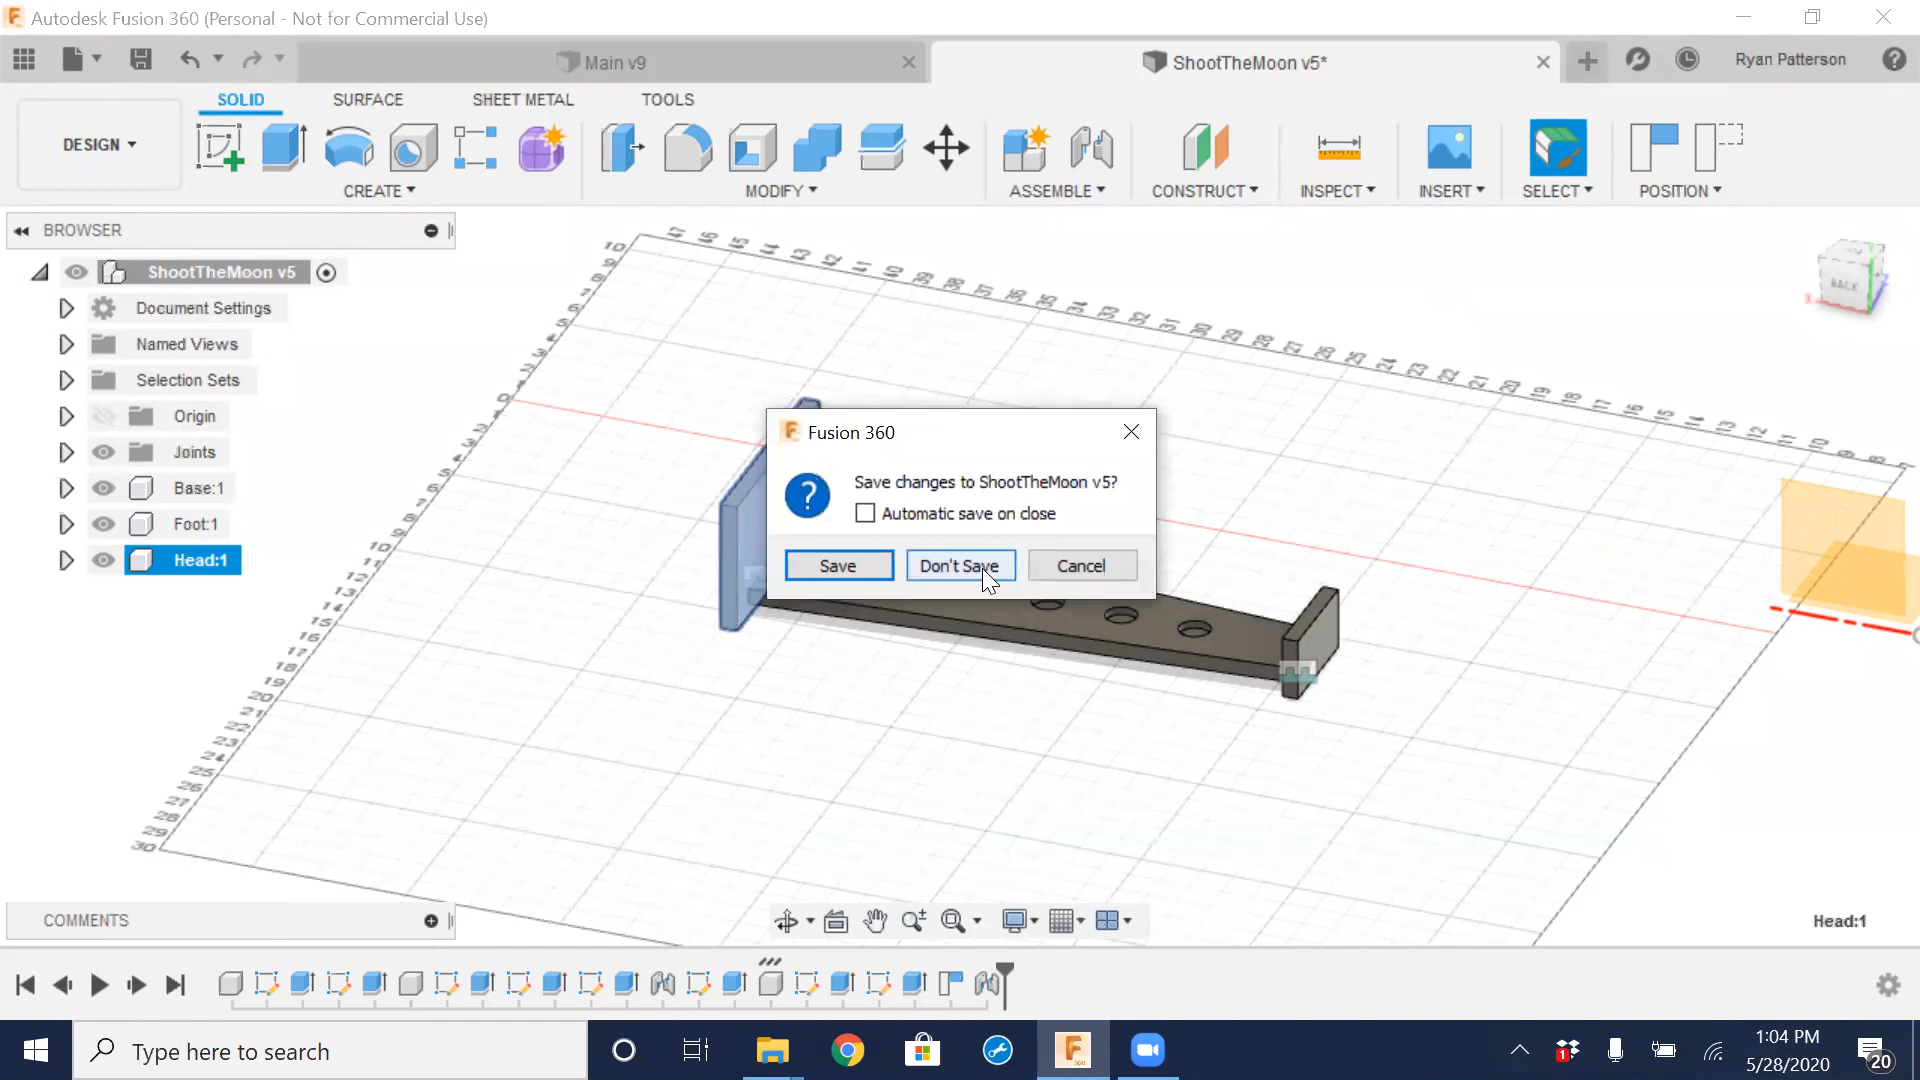 Autodesk Fusion 360 (Personal - Not for Commercial Use)
Main v9
ShootTheMoon v5*
Ryan Patterson
SOLID
SURFACE
SHEET METAL
TOOLS
DESIGN
CREATE
MODIFY
ASSEMBLE
CONSTRUCT
INSPECT
INSERT
SELECT
POSITION
BROWSER
ShootTheMoon v5
Document Settings
Named Views
Selection Sets
Origin
Joints
Base:1
Foot:1
Head:1
BACK
Fusion 360
Save changes to ShootTheMoon v5?
Automatic save on close
Save
Don't Save
Cancel
COMMENTS
Head:1
Type here to search
1:04 PM
5/28/2020
20